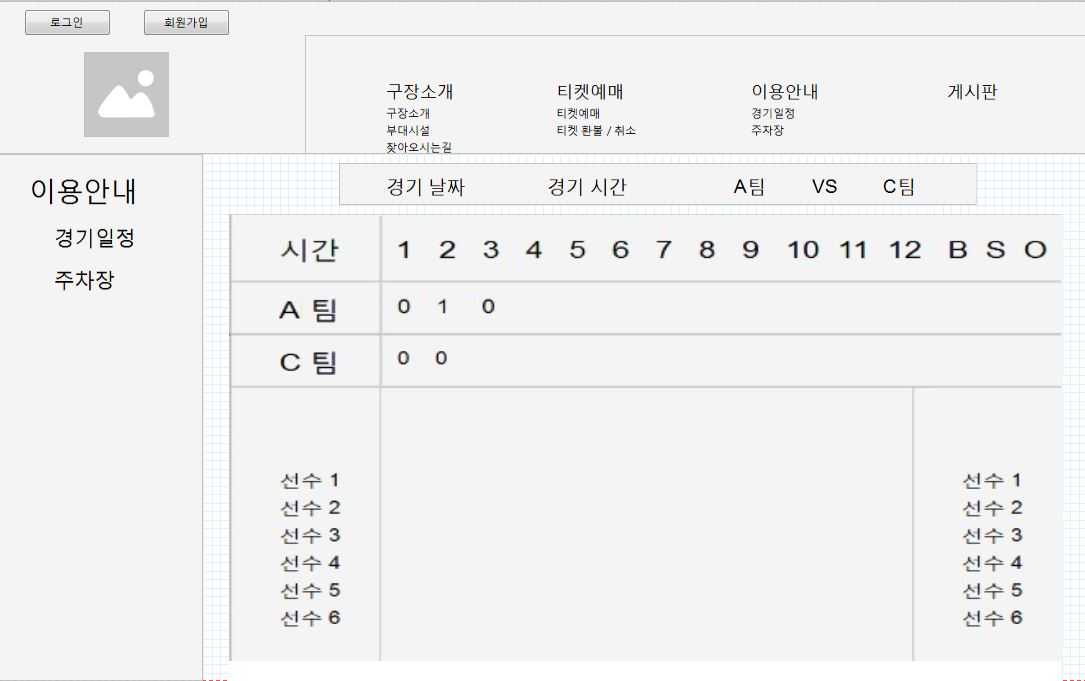 로그인 회원가입
구장소개 티켓예매 이용안내 게시판
구장소개 티켓예매 경기일정
부대시설 티켓 환불 / 취소 주차장
찾아오시는길
이용안내
경기일정
주차장
경기 날짜 경기 시간 A팀 VS C팀
시간 1 2 3 4 5 6 7 8 9 10 11 12 B S O
A 팀 0 1 0
C 팀 0 0
선수 1 선수 1
선수 2 선수 2
선수 3 선수 3
선수 4 선수 4
선수 5 선수 5
선수 6 선수 6